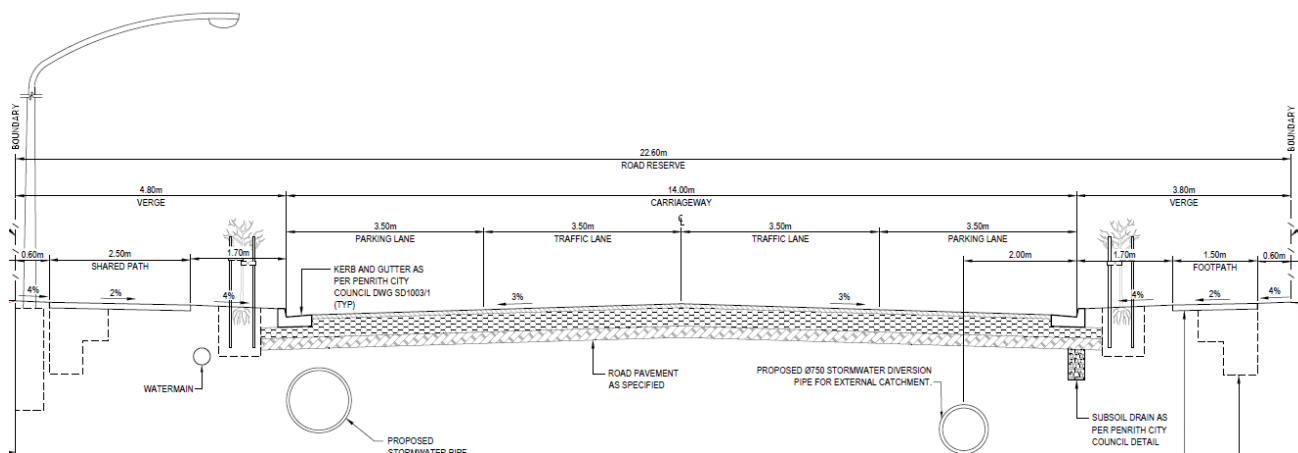 BOUNDARY
BOUNDARY
22.60m
ROAD RESERVE
4.80m
VERGE
14.00m
CARRIAGEWAY
3.80m
VERGE
3.50m
PARKING LANE
3.50m
TRAFFIC LANE
℄
3.50m
TRAFFIC LANE
3.50m
PARKING LANE
0.60m
2.50m
SHARED PATH
1.70m
2.00m
1.70m
1.50m
FOOTPATH
0.60m
KERB AND GUTTER AS
PER PENRITH CITY
COUNCIL DWG SD1003/1
(TYP)
4%
2%
4%
3%
3%
4%
2%
4%
WATERMAIN
ROAD PAVEMENT
AS SPECIFIED
PROPOSED Ø750 STORMWATER DIVERSION
PIPE FOR EXTERNAL CATCHMENT.
SUBSOIL DRAIN AS
PER PENRITH CITY
COUNCIL DETAIL
PROPOSED
STORMWATER PIPE